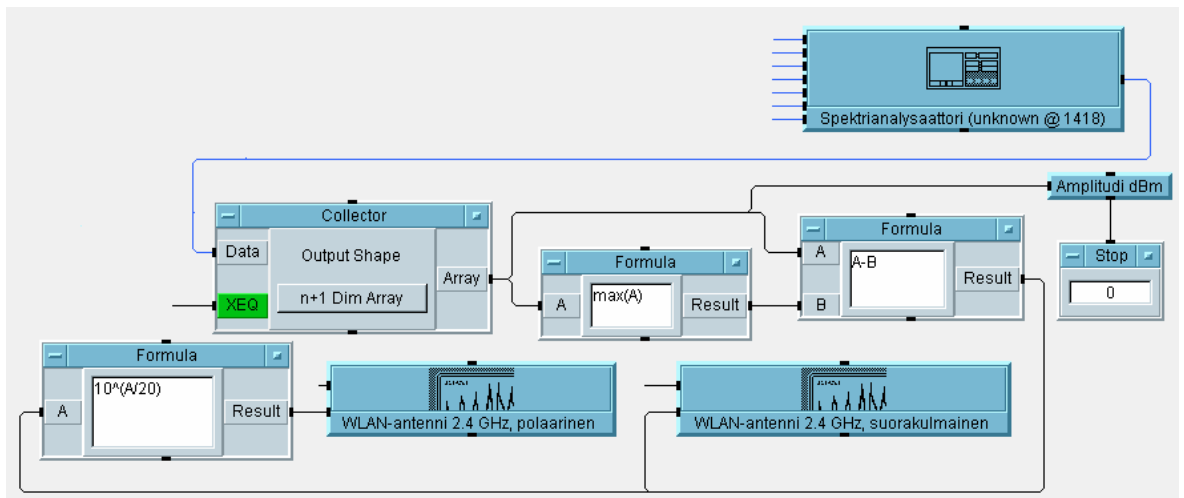 Spektrianalysaattori (unknown @ 1418)
Amplitudi dBm
Collector
Data
Output Shape
n+1 Dim Array
Array
XEQ
Formula
A
max(A)
Result
Formula
A
A-B
B
Result
Stop
0
Formula
A
10^(A/20)
Result
WLAN-antenni 2.4 GHz, polaarinen
WLAN-antenni 2.4 GHz, suorakulmainen